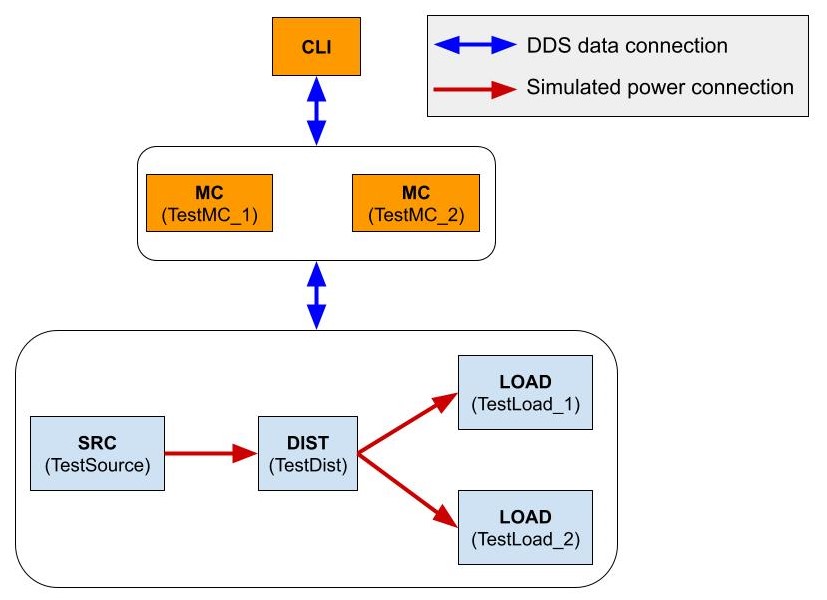 CLI
DDS data connection
Simulated power connection
MC
(TestMC_1)
MC
(TestMC_2)
LOAD
(TestLoad_1)
SRC
(TestSource)
DIST
(TestDist)
LOAD
(TestLoad_2)